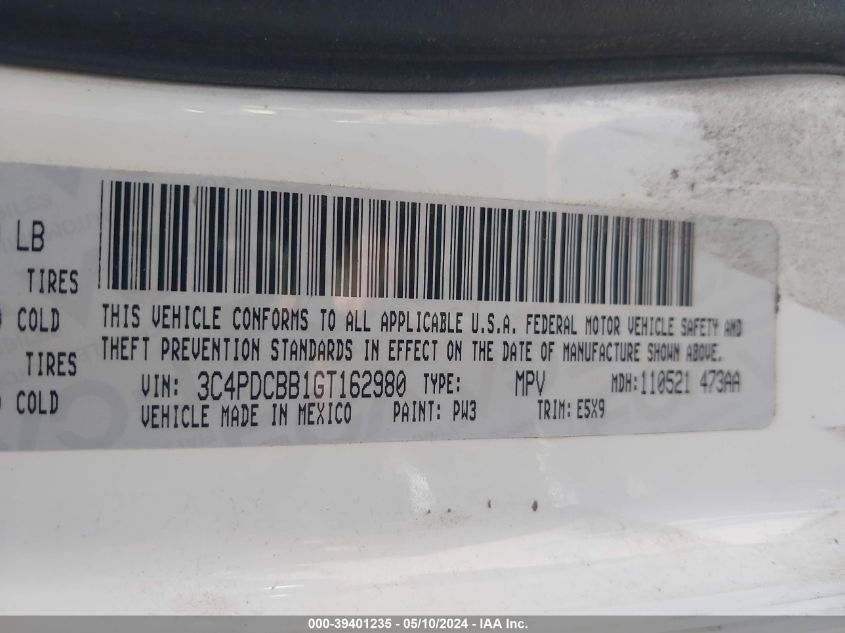 LB
TIRES
COLD
TIRES
COLD
THIS VEHICLE CONFORMS TO ALL APPLICABLE U.S.A. FEDERAL MOTOR VEHICLE SAFETY AND
THEFT PREVENTION STANDARDS IN EFFECT ON THE DATE OF MANUFACTURE SHOWN ABOVE.
VIN: 3C4PDCBB1GT162980 TYPE: MPV MDH: 110521 473AA
VEHICLE MADE IN MEXICO PAINT: PW3 TRIM: E5X9
000-39401235 - 05/10/2024 - IAA Inc.